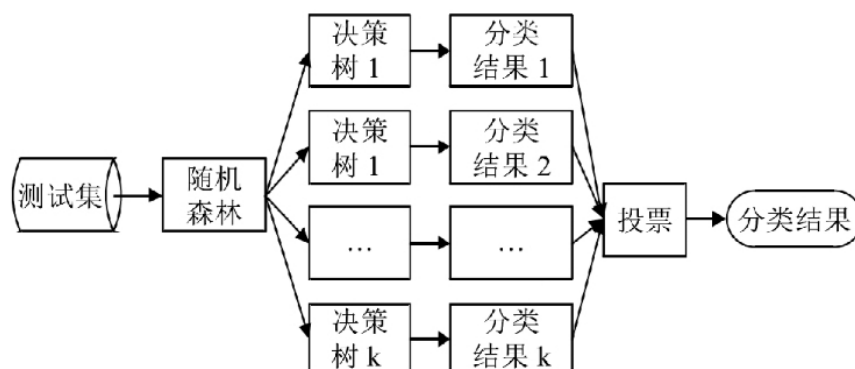 测试集
随机
森林
决策
树 1
分类
结果 1
决策
树 1
分类
结果 2
…
…
决策
树 k
分类
结果 k
投票
分类结果